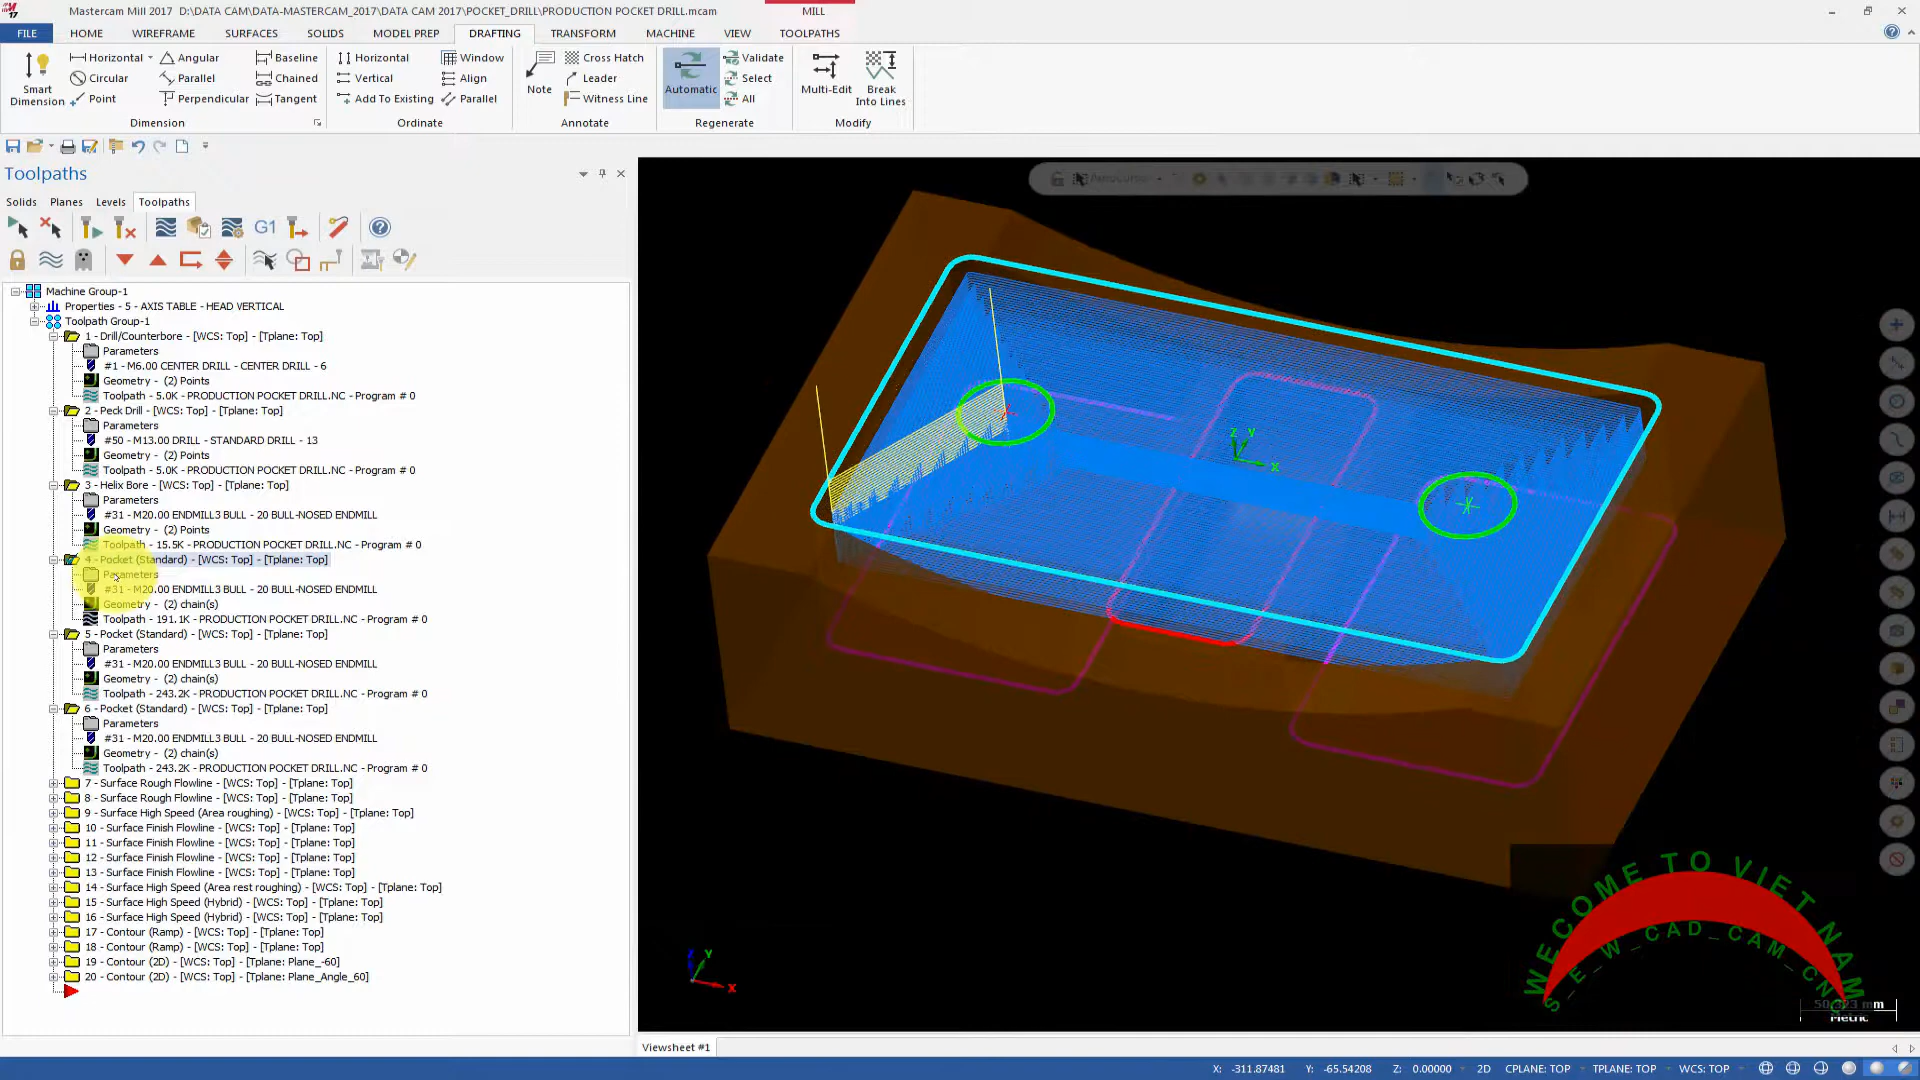 Mastercam Mill 2017 D:\DATA CAM\DATA-MASTERCAM_2017\DATA CAM 2017\POCKET_DRILL\PRODUCTION POCKET DRILL.mcam
MILL
FILE HOME WIREFRAME SURFACES SOLIDS MODEL PREP DRAFTING TRANSFORM MACHINE VIEW TOOLPATHS
Horizontal Angular Baseline Horizontal Window Cross Hatch Validate
Circular Parallel Chained Vertical Align Leader Select
Smart Dimension Note Automatic Multi-Edit Break Into Lines
Point Perpendicular Tangent Add To Existing Parallel Witness Line All
Dimension Ordinate Annotate Regenerate Modify
Toolpaths
Solids Planes Levels Toolpaths
G1
AutoCursor
Machine Group-1
Properties - 5 - AXIS TABLE - HEAD VERTICAL
Toolpath Group-1
1 - Drill/Counterbore - [WCS: Top] - [Tplane: Top]
Parameters
#1 - M6.00 CENTER DRILL - CENTER DRILL - 6
Geometry - (2) Points
Toolpath - 5.0K - PRODUCTION POCKET DRILL.NC - Program # 0
2 - Peck Drill - [WCS: Top] - [Tplane: Top]
Parameters
#50 - M13.00 DRILL - STANDARD DRILL - 13
Geometry - (2) Points
Toolpath - 5.0K - PRODUCTION POCKET DRILL.NC - Program # 0
3 - Helix Bore - [WCS: Top] - [Tplane: Top]
Parameters
#31 - M20.00 ENDMILL3 BULL - 20 BULL-NOSED ENDMILL
Geometry - (2) Points
Toolpath - 15.5K - PRODUCTION POCKET DRILL.NC - Program # 0
4 - Pocket (Standard) - [WCS: Top] - [Tplane: Top]
Parameters
#31 - M20.00 ENDMILL3 BULL - 20 BULL-NOSED ENDMILL
Geometry - (2) chain(s)
Toolpath - 191.1K - PRODUCTION POCKET DRILL.NC - Program # 0
5 - Pocket (Standard) - [WCS: Top] - [Tplane: Top]
Parameters
#31 - M20.00 ENDMILL3 BULL - 20 BULL-NOSED ENDMILL
Geometry - (2) chain(s)
Toolpath - 243.2K - PRODUCTION POCKET DRILL.NC - Program # 0
6 - Pocket (Standard) - [WCS: Top] - [Tplane: Top]
Parameters
#31 - M20.00 ENDMILL3 BULL - 20 BULL-NOSED ENDMILL
Geometry - (2) chain(s)
Toolpath - 243.2K - PRODUCTION POCKET DRILL.NC - Program # 0
7 - Surface Rough Flowline - [WCS: Top] - [Tplane: Top]
8 - Surface Rough Flowline - [WCS: Top] - [Tplane: Top]
9 - Surface High Speed (Area roughing) - [WCS: Top] - [Tplane: Top]
10 - Surface Finish Flowline - [WCS: Top] - [Tplane: Top]
11 - Surface Finish Flowline - [WCS: Top] - [Tplane: Top]
12 - Surface Finish Flowline - [WCS: Top] - [Tplane: Top]
13 - Surface Finish Flowline - [WCS: Top] - [Tplane: Top]
14 - Surface High Speed (Area rest roughing) - [WCS: Top] - [Tplane: Top]
15 - Surface High Speed (Hybrid) - [WCS: Top] - [Tplane: Top]
16 - Surface High Speed (Hybrid) - [WCS: Top] - [Tplane: Top]
17 - Contour (Ramp) - [WCS: Top] - [Tplane: Top]
18 - Contour (Ramp) - [WCS: Top] - [Tplane: Top]
19 - Contour (2D) - [WCS: Top] - [Tplane: Plane_-60]
20 - Contour (2D) - [WCS: Top] - [Tplane: Plane_Angle_60]
Z Y X
Z Y X
WECOME TO VIET NAM
S_E_W_CAD_CAM_CNC
mm
Metric
Viewsheet #1
X: -311.87481 Y: -65.54208 Z: 0.00000 2D CPLANE: TOP TPLANE: TOP WCS: TOP